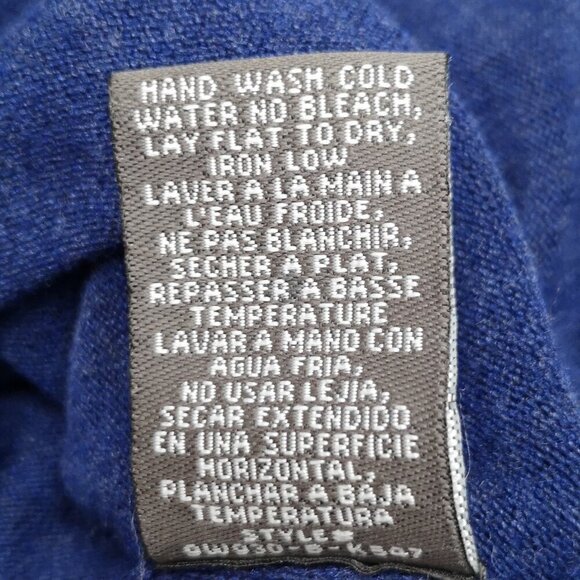 HAND WASH COLD
WATER NO BLEACH,
LAY FLAT TO DRY,
IRON LOW
LAVER A LA MAIN A
L'EAU FROIDE,
NE PAS BLANCHIR,
SECHER A PLAT,
REPASSER A BASSE
TEMPERATURE
LAVAR A MANO CON
AGUA FRIA,
NO USAR LEJIA,
SECAR EXTENDIDO
EN UNA SUPERFICIE
HORIZONTAL,
PLANCHAR A BAJA
TEMPERATURA